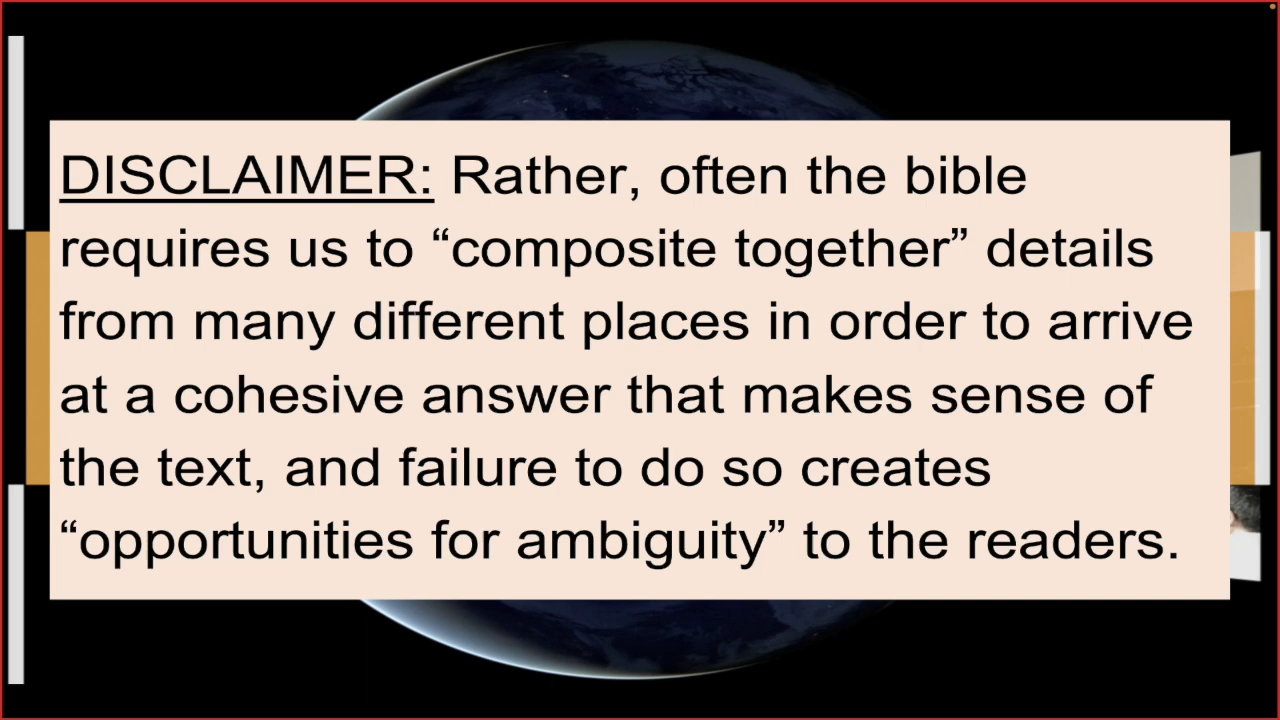 DISCLAIMER: Rather, often the bible
requires us to “composite together” details
from many different places in order to arrive
at a cohesive answer that makes sense of
the text, and failure to do so creates
“opportunities for ambiguity” to the readers.